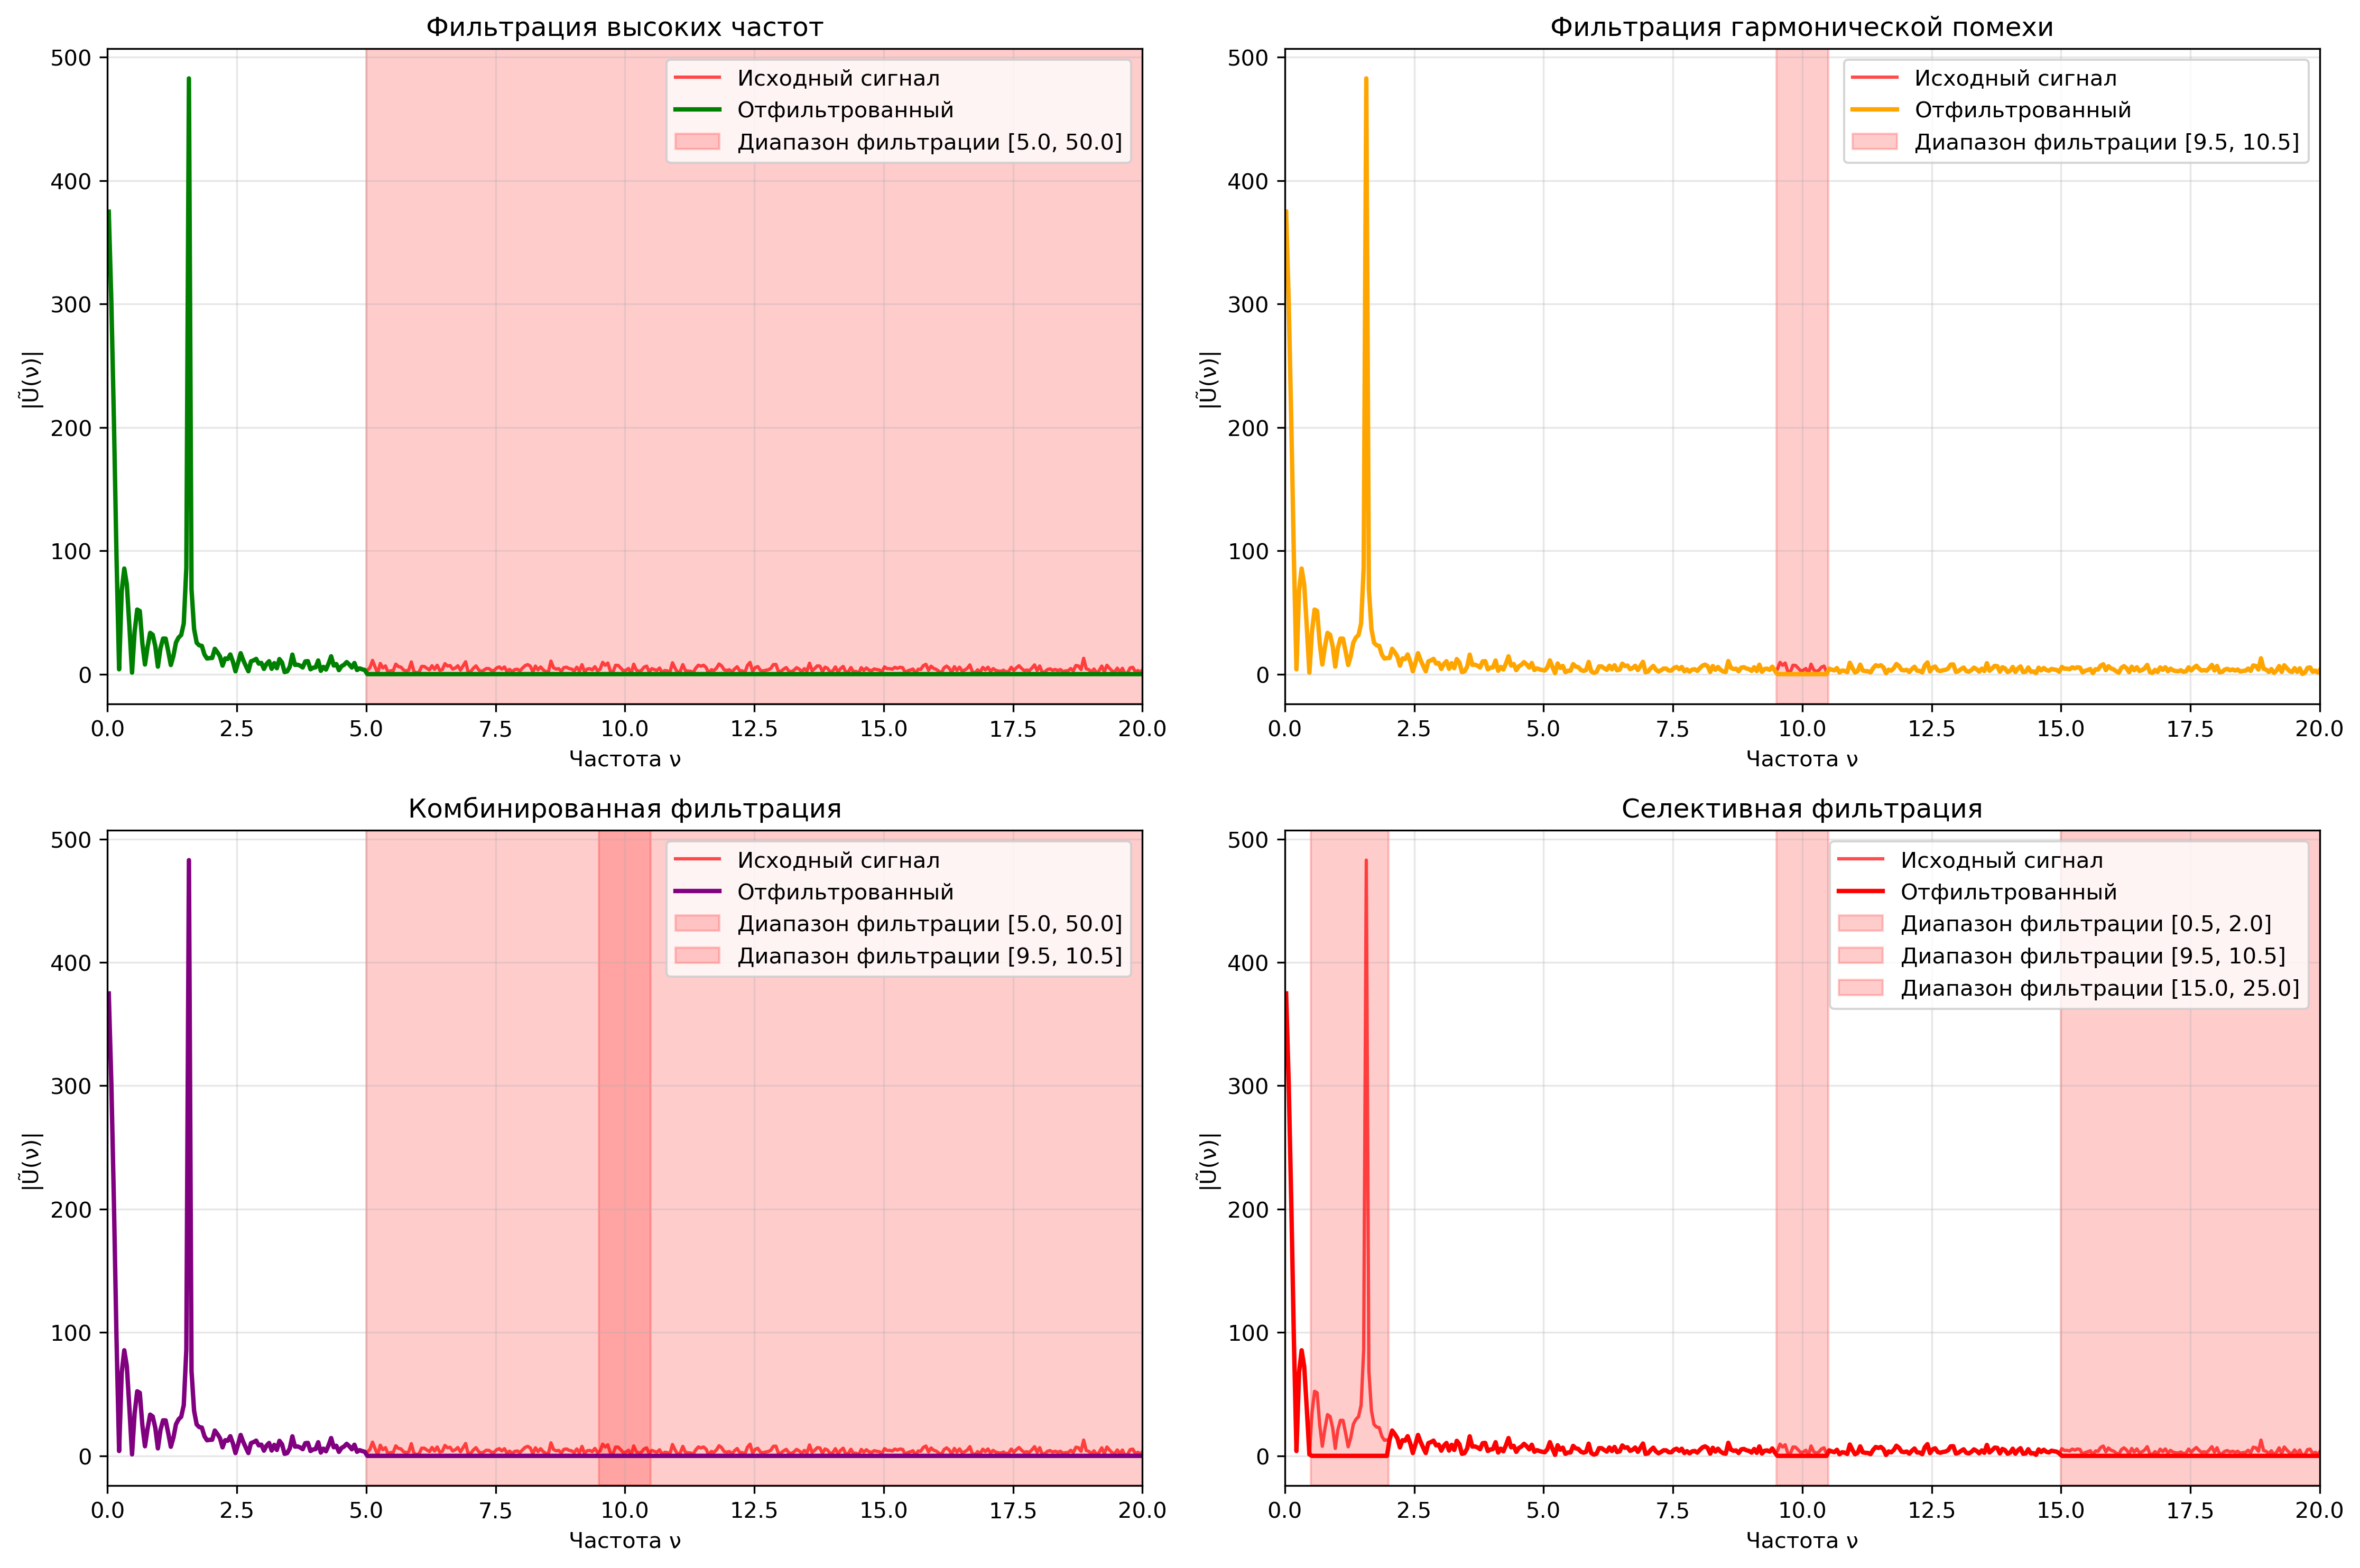 Фильтрация высоких частот
500
400
300
200
100
0
|Ũ(ν)|
Исходный сигнал
Отфильтрованный
Диапазон фильтрации [5.0, 50.0]
0.0 2.5 5.0 7.5 10.0 12.5 15.0 17.5 20.0
Частота ν
Фильтрация гармонической помехи
500
400
300
200
100
0
|Ũ(ν)|
Исходный сигнал
Отфильтрованный
Диапазон фильтрации [9.5, 10.5]
0.0 2.5 5.0 7.5 10.0 12.5 15.0 17.5 20.0
Частота ν
Комбинированная фильтрация
500
400
300
200
100
0
|Ũ(ν)|
Исходный сигнал
Отфильтрованный
Диапазон фильтрации [5.0, 50.0]
Диапазон фильтрации [9.5, 10.5]
0.0 2.5 5.0 7.5 10.0 12.5 15.0 17.5 20.0
Частота ν
Селективная фильтрация
500
400
300
200
100
0
|Ũ(ν)|
Исходный сигнал
Отфильтрованный
Диапазон фильтрации [0.5, 2.0]
Диапазон фильтрации [9.5, 10.5]
Диапазон фильтрации [15.0, 25.0]
0.0 2.5 5.0 7.5 10.0 12.5 15.0 17.5 20.0
Частота ν